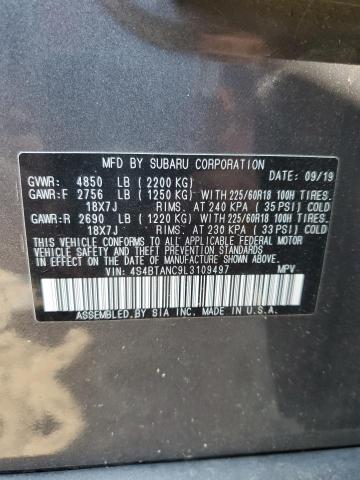 MFD BY SUBARU CORPORATION
DATE: 09/19
GVWR: 4850 LB (2200 KG)
GAWR:F 2756 LB (1250 KG) WITH 225/60R18 100H TIRES.
18X7J RIMS. AT 240 KPA (35 PSI) COLD
GAWR:R 2690 LB (1220 KG) WITH 225/60R18 100H TIRES.
18X7J RIMS. AT 230 KPA (33 PSI) COLD
THIS VEHICLE CONFORMS TO ALL APPLICABLE FEDERAL MOTOR VEHICLE
SAFETY, BUMPER, AND THEFT PREVENTION STANDARDS IN EFFECT
ON THE DATE OF MANUFACTURE SHOWN ABOVE.
VIN: 4S4BTANC9L3109497 MPV
ASSEMBLED BY SIA INC. MADE IN U.S.A.